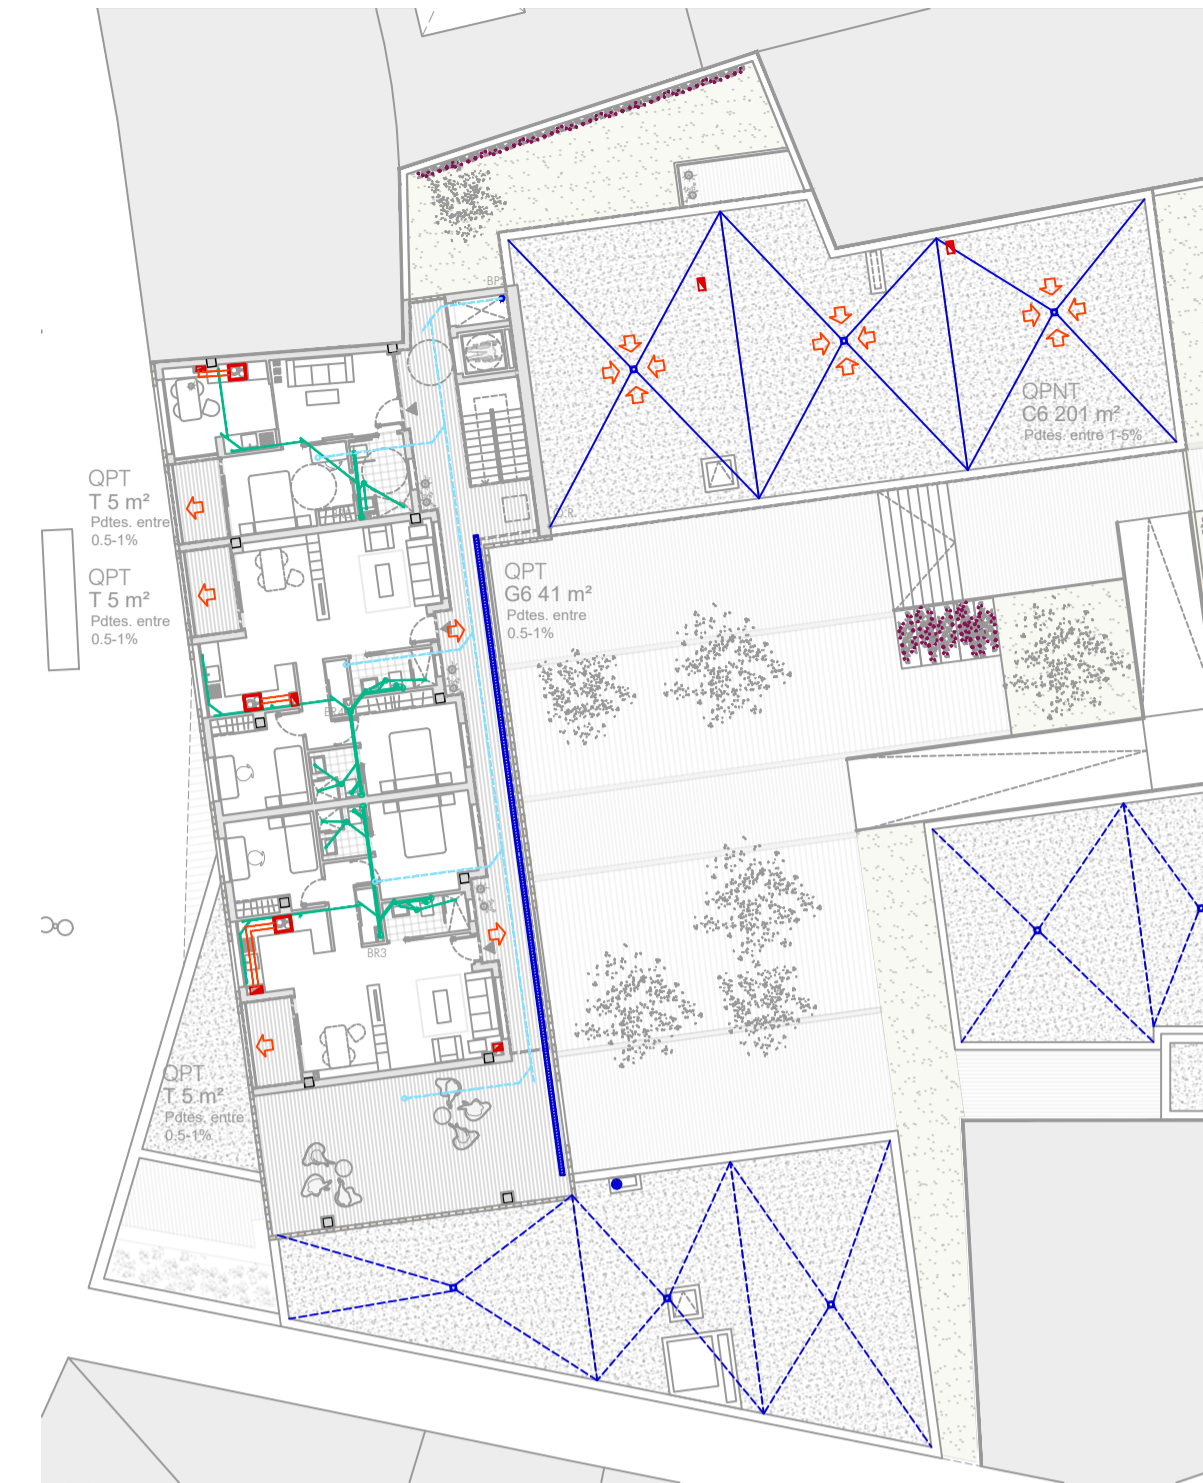 BP
QPNT
C6 201 m²
Pdtes. entre 1-5%
QPT
T 5 m²
Pdtes. entre
0.5-1%
QPT
T 5 m²
Pdtes. entre
0.5-1%
QPT
G6 41 m²
Pdtes. entre
0.5-1%
BR3
QPT
T 5 m²
Pdtes. entre
0.5-1%